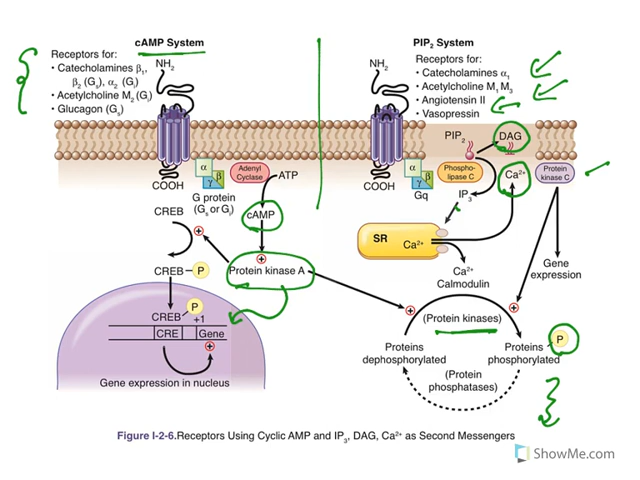 cAMP System
Receptors for:
• Catecholamines β1,
β2 (Gs), α2 (Gi)
• Acetylcholine M2 (Gi)
• Glucagon (Gs)
NH2
COOH
α
γ
β
G protein
(Gs or Gi)
Adenyl
Cyclase
ATP
cAMP
+
Protein kinase A
CREB
+
CREB
P
CREB
P
+1
CRE
Gene
+
Gene expression in nucleus
PIP2 System
NH2
Receptors for:
• Catecholamines α1
• Acetylcholine M1 M3
• Angiotensin II
• Vasopressin
COOH
α
γ
β
Gq
PIP2
DAG
Phospho-
lipase C
Ca2+
Protein
kinase C
IP3
SR
Ca2+
Ca2+
Calmodulin
Gene
expression
+
+
(Protein kinases)
Proteins
dephosphorylated
Proteins
phosphorylated
P
(Protein
phosphatases)
Figure I-2-6.Receptors Using Cyclic AMP and IP3, DAG, Ca2+ as Second Messengers
ShowMe.com